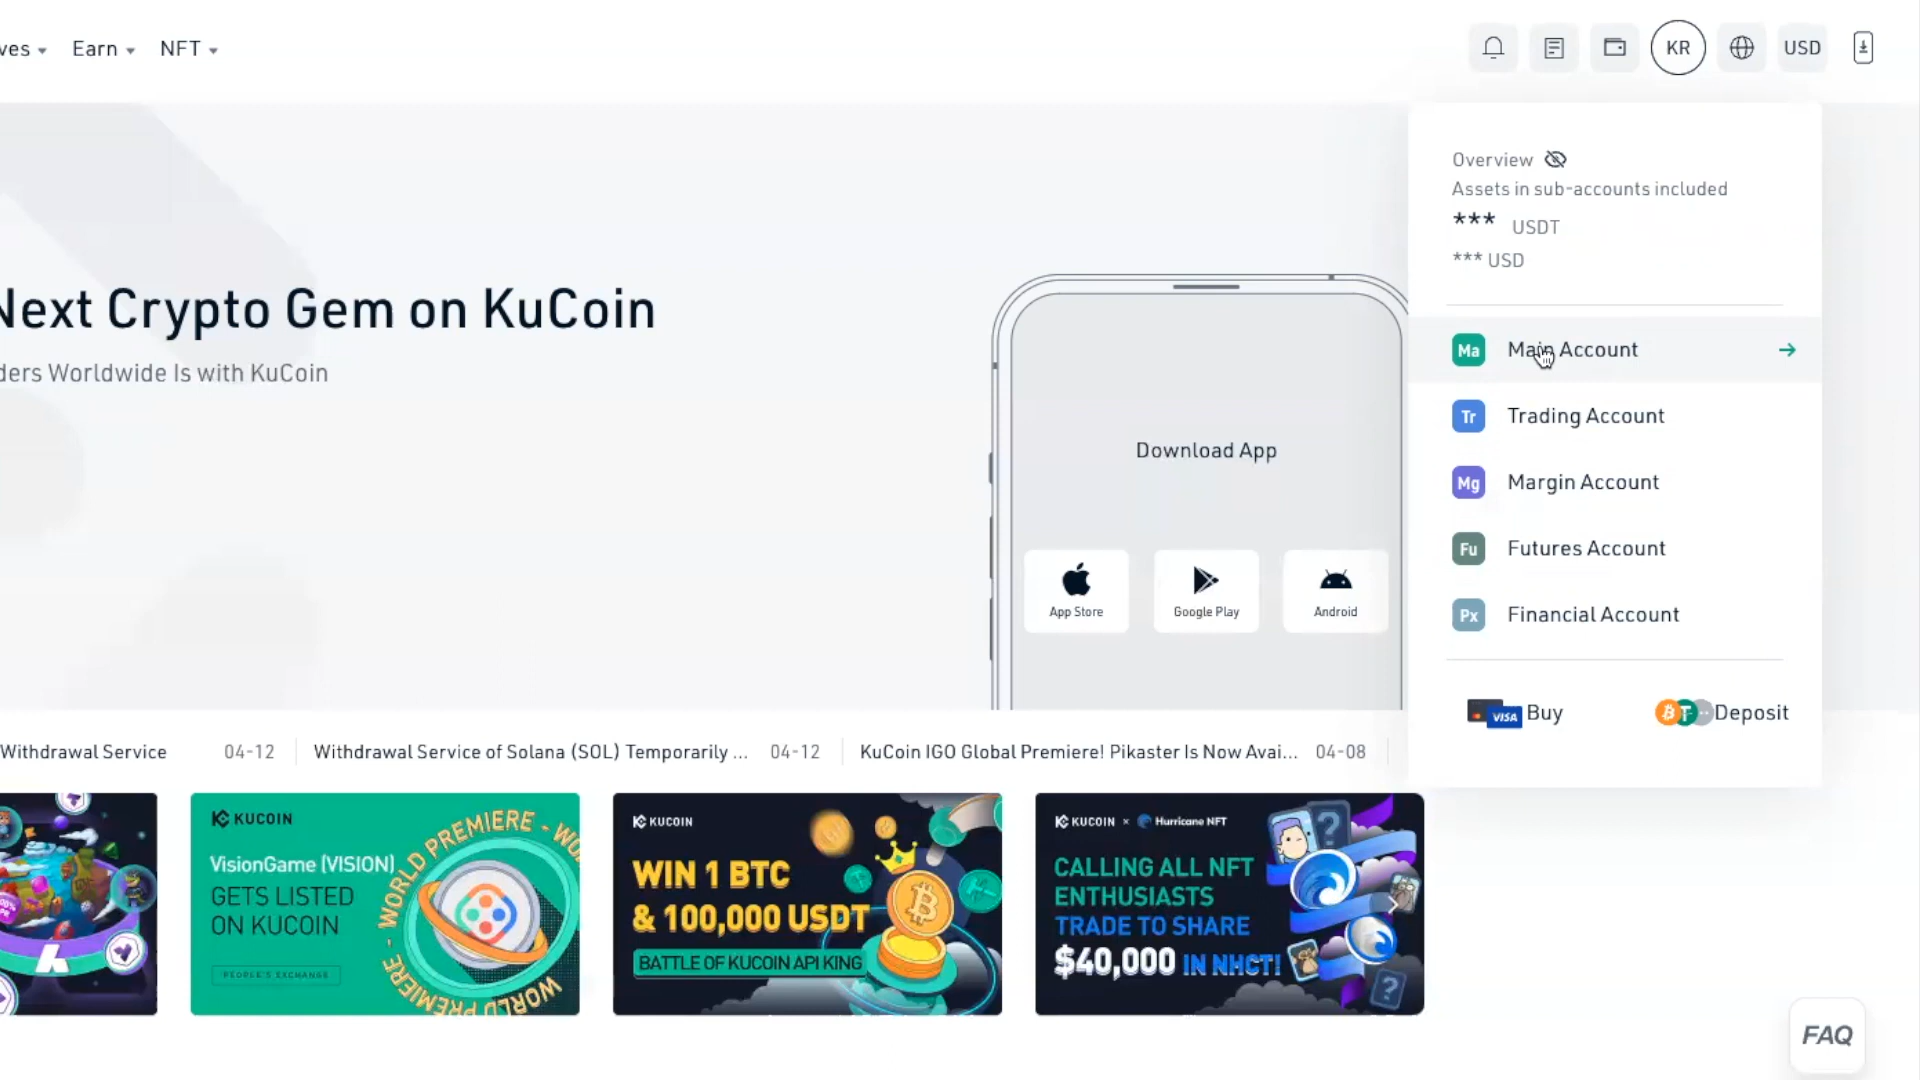 ves
Earn
NFT
KR
USD
Overview
Assets in sub-accounts included
*** USDT
*** USD
Next Crypto Gem on KuCoin
ders Worldwide Is with KuCoin
Download App
App Store
Google Play
Android
Ma Main Account
Tr Trading Account
Mg Margin Account
Fu Futures Account
Px Financial Account
VISA Buy
Deposit
Withdrawal Service 04-12
Withdrawal Service of Solana (SOL) Temporarily ... 04-12
KuCoin IGO Global Premiere! Pikaster Is Now Avai... 04-08
KUCOIN
VisionGame (VISION)
GETS LISTED
ON KUCOIN
PEOPLE'S EXCHANGE
WORLD PREMIERE - WO
WORLD PREMIERE -
KUCOIN
WIN 1 BTC
& 100,000 USDT
BATTLE OF KUCOIN API KING
KUCOIN × Hurricane NFT
CALLING ALL NFT
ENTHUSIASTS
TRADE TO SHARE
$40,000 IN NHCT!
FAQ